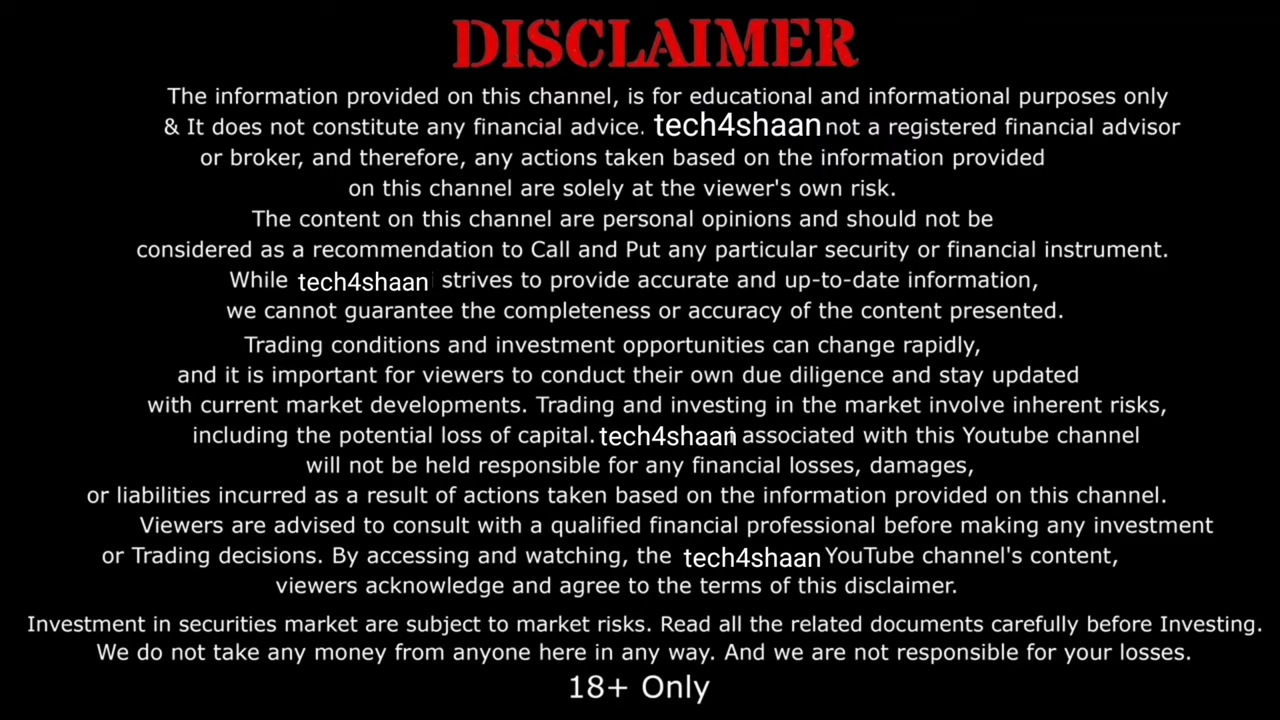 DISCLAIMER
The information provided on this channel, is for educational and informational purposes only
& It does not constitute any financial advice. tech4shaan not a registered financial advisor
or broker, and therefore, any actions taken based on the information provided
on this channel are solely at the viewer's own risk.
The content on this channel are personal opinions and should not be
considered as a recommendation to Call and Put any particular security or financial instrument.
While tech4shaan strives to provide accurate and up-to-date information,
we cannot guarantee the completeness or accuracy of the content presented.
Trading conditions and investment opportunities can change rapidly,
and it is important for viewers to conduct their own due diligence and stay updated
with current market developments. Trading and investing in the market involve inherent risks,
including the potential loss of capital. tech4shaan associated with this Youtube channel
will not be held responsible for any financial losses, damages,
or liabilities incurred as a result of actions taken based on the information provided on this channel.
Viewers are advised to consult with a qualified financial professional before making any investment
or Trading decisions. By accessing and watching, the tech4shaan YouTube channel's content,
viewers acknowledge and agree to the terms of this disclaimer.
Investment in securities market are subject to market risks. Read all the related documents carefully before Investing.
We do not take any money from anyone here in any way. And we are not responsible for your losses.
18+ Only